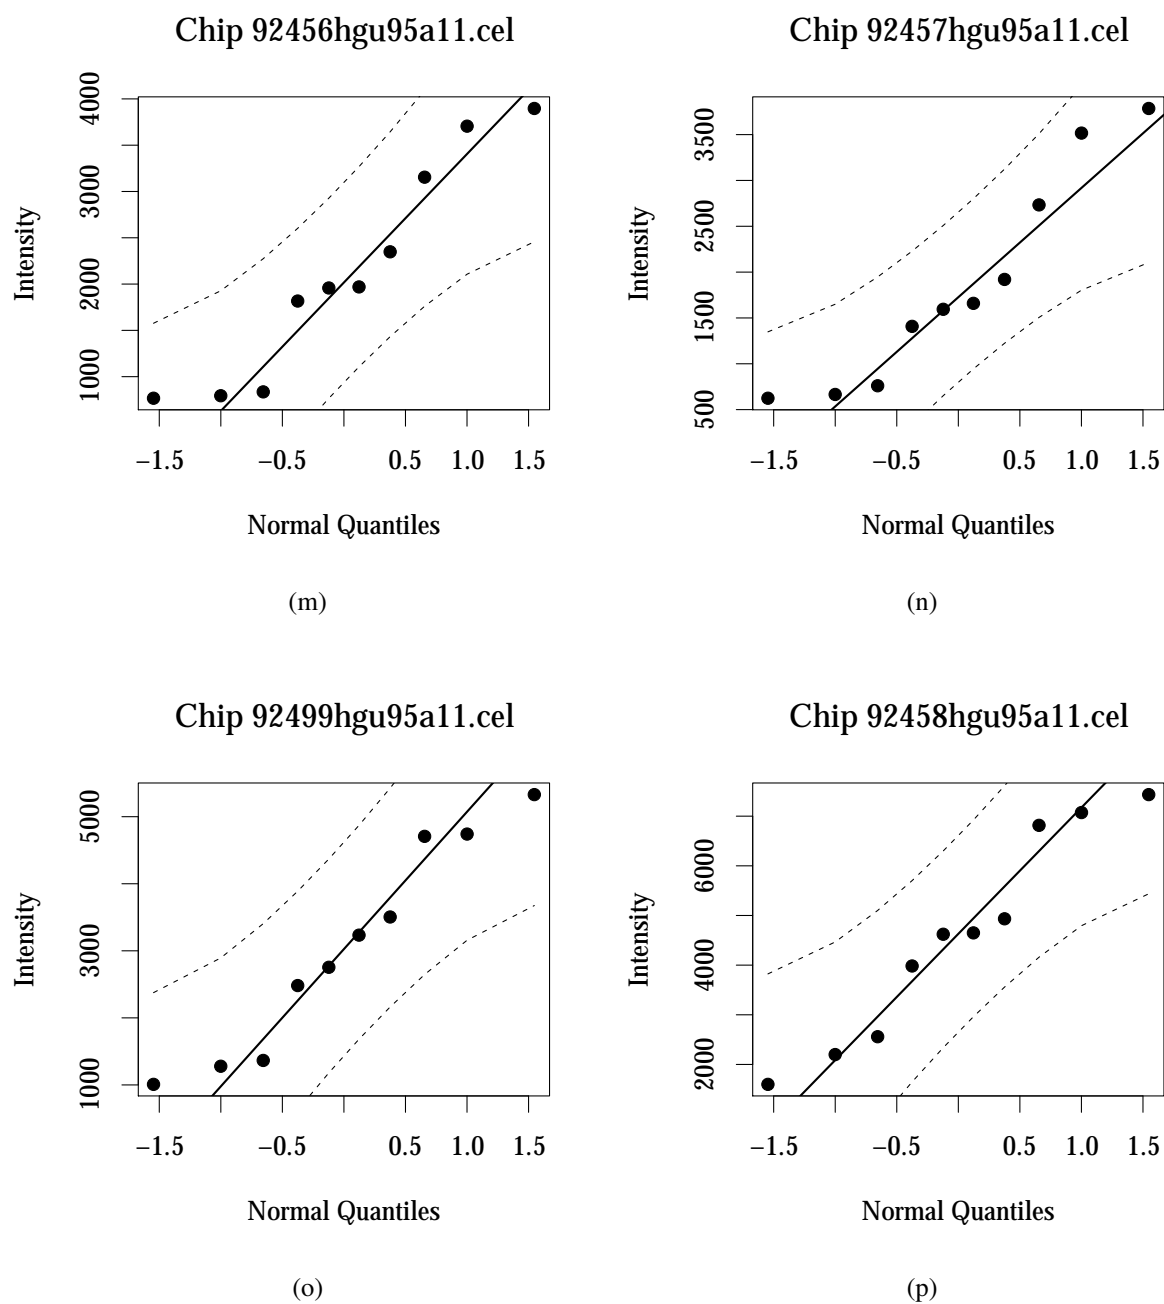 Chip 92456hgu95a11.cel
Intensity
4000
3000
2000
1000
−1.5 −0.5 0.5 1.0 1.5
Normal Quantiles
(m)
Chip 92457hgu95a11.cel
Intensity
3500
2500
1500
500
−1.5 −0.5 0.5 1.0 1.5
Normal Quantiles
(n)
Chip 92499hgu95a11.cel
Intensity
5000
3000
1000
−1.5 −0.5 0.5 1.0 1.5
Normal Quantiles
(o)
Chip 92458hgu95a11.cel
Intensity
6000
4000
2000
−1.5 −0.5 0.5 1.0 1.5
Normal Quantiles
(p)